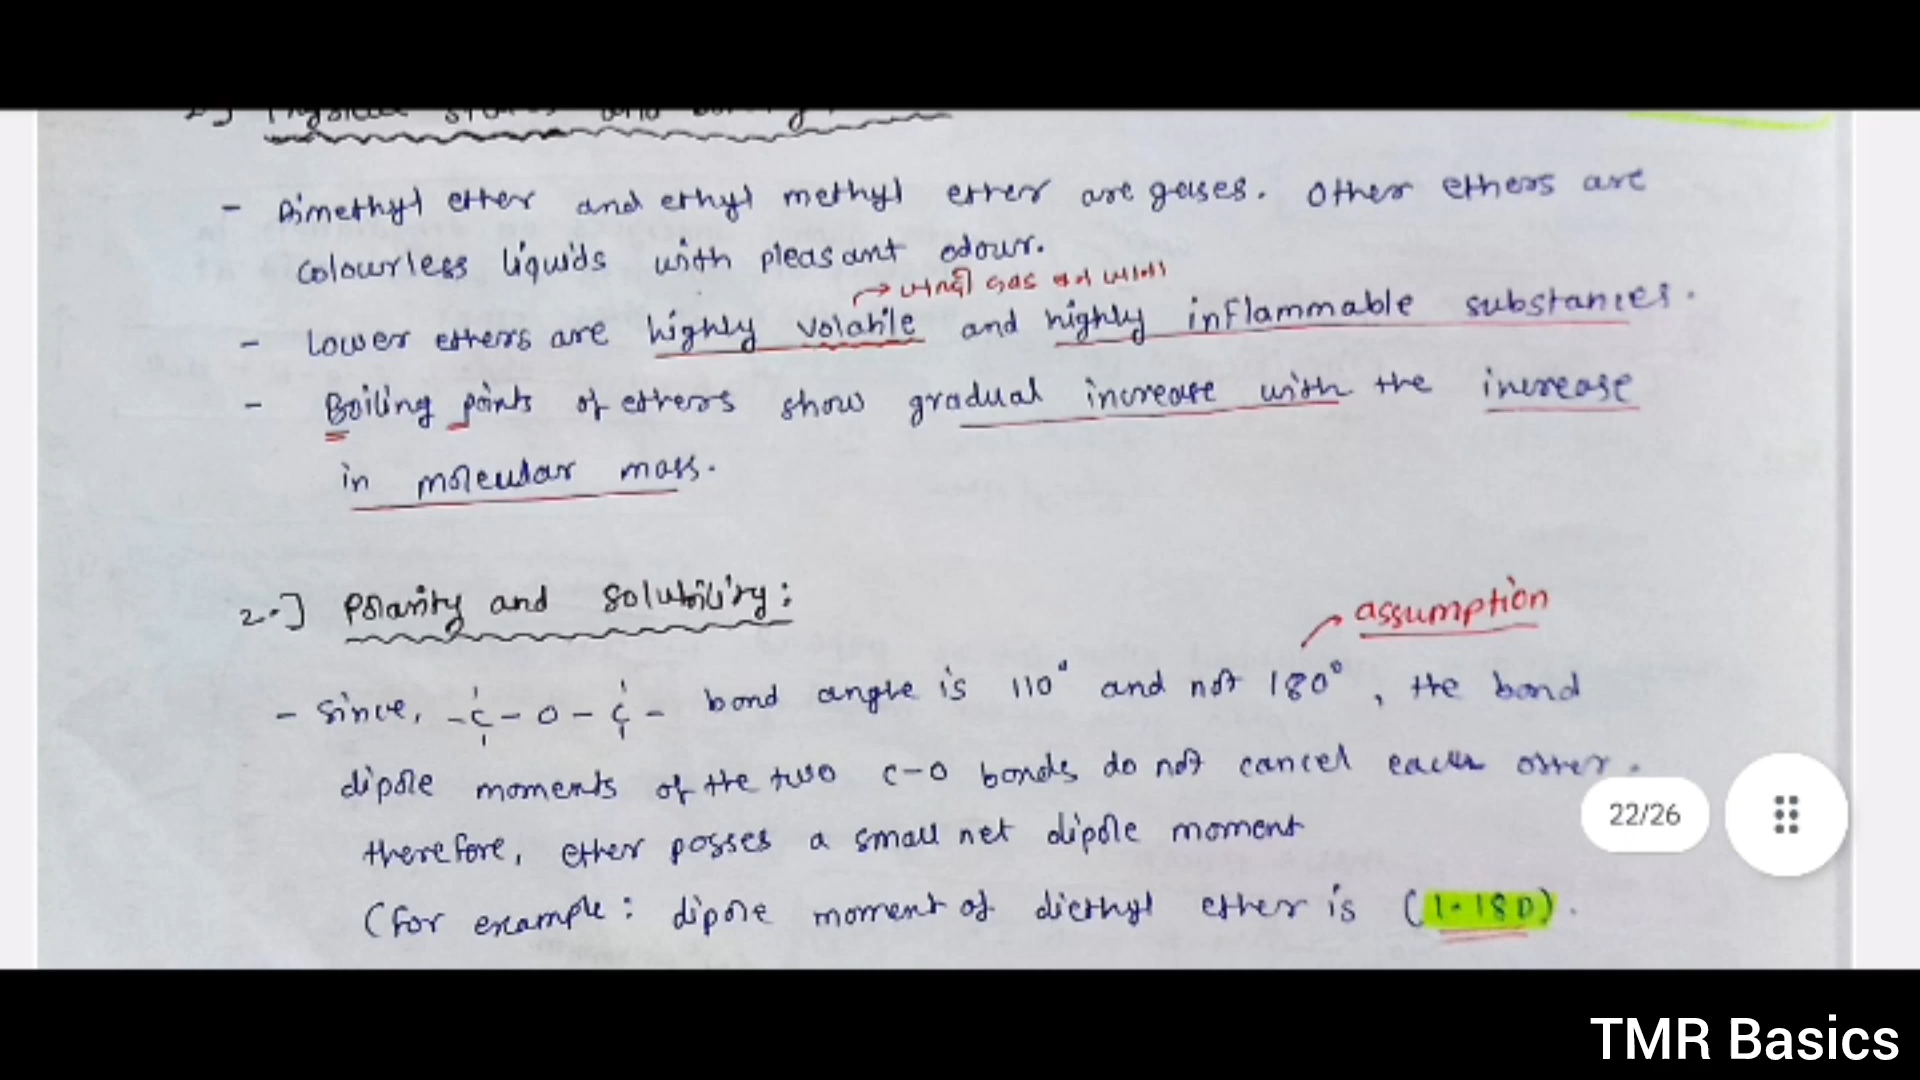 Dimethyl ether and ethyl methyl ether are gases. Other ethers are
colourless liquids with pleasant odour.
→ जल्दी gas बन जाना
- Lower ethers are highly volatile and highly inflammable substances.
- Boiling points of ethers show gradual increase with the increase
in molecular mass.
2.] Polarity and solubility:
assumption
- since, -C-O-C- bond angle is 110° and not 180°, the bond
dipole moments of the two C-O bonds do not cancel each other.
22/26
therefore, ether posses a small net dipole moment
(for example: dipole moment of diethyl ether is (1.18D).
TMR Basics